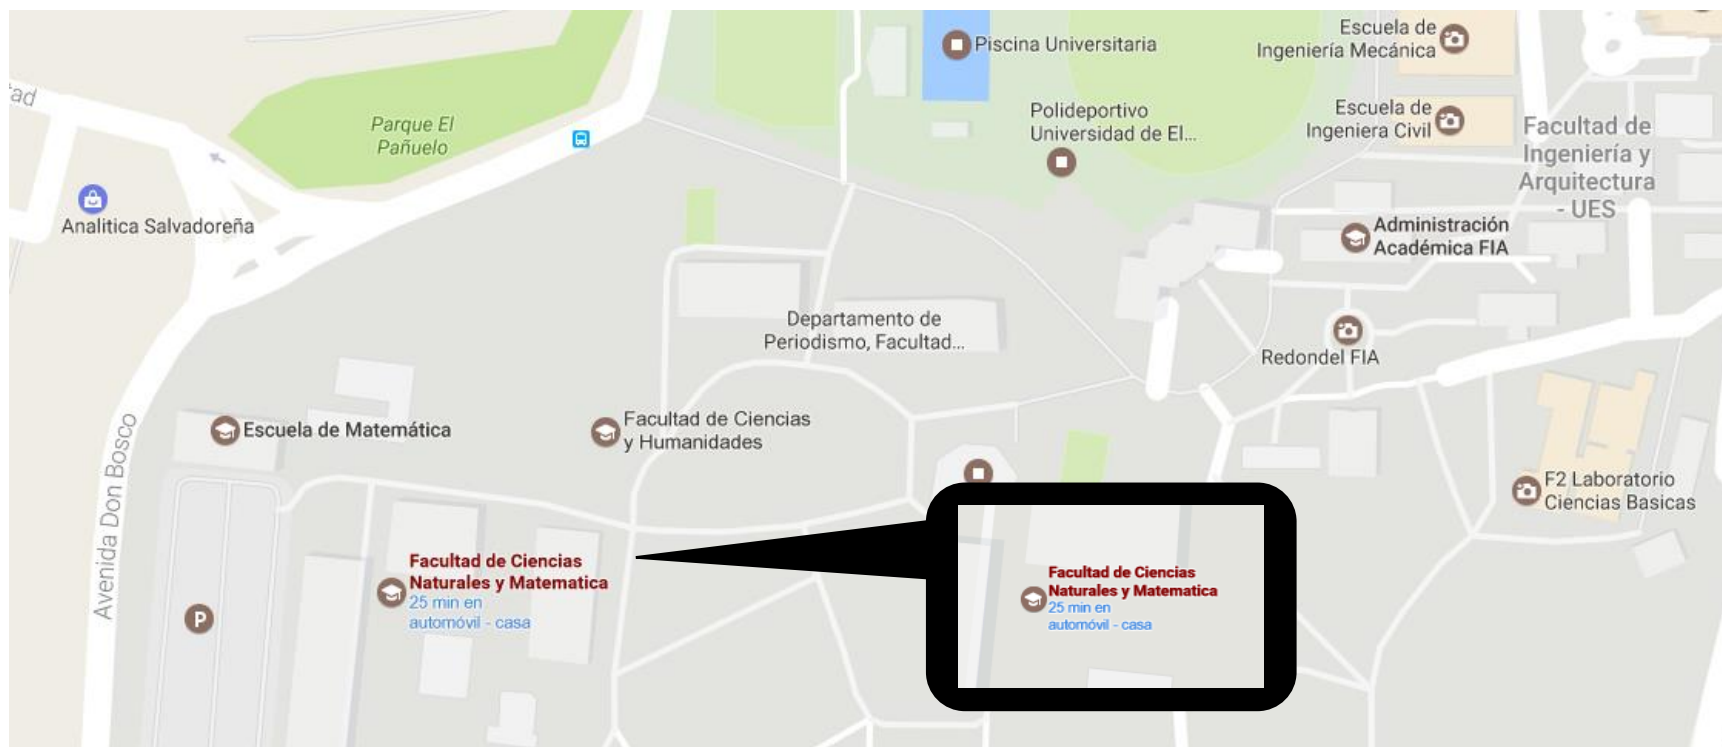 Piscina Universitaria
Escuela de
Ingeniería Mecánica
ad
Parque El
Pañuelo
Polideportivo
Universidad de El...
Escuela de
Ingeniera Civil
Facultad de
Ingeniería y
Arquitectura
- UES
Analitica Salvadoreña
Administración
Académica FIA
Departamento de
Periodismo, Facultad...
Redondel FIA
Escuela de Matemática
Facultad de Ciencias
y Humanidades
Avenida Don Bosco
F2 Laboratorio
Ciencias Basicas
Facultad de Ciencias
Naturales y Matematica
25 min en
automóvil - casa
P
Facultad de Ciencias
Naturales y Matematica
25 min en
automóvil - casa